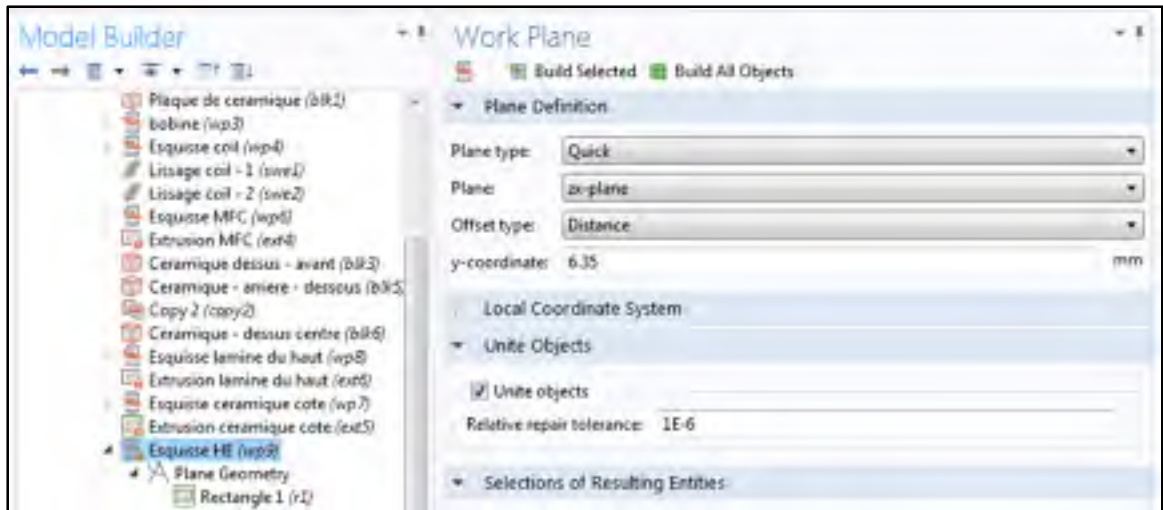 Model Builder
Plaque de ceramique (blk1)
bobine (wp3)
Esquisse coil (wp4)
Lissage coil - 1 (swe1)
Lissage coil - 2 (swe2)
Esquisse MFC (wp6)
Extrusion MFC (ext4)
Ceramique dessus - avant (blk3)
Ceramique - arriere - dessous (blk5)
Copy 2 (copy2)
Ceramique - dessus centre (blk6)
Esquisse lamine du haut (wp8)
Extrusion lamine du haut (ext6)
Esquisse ceramique cote (wp7)
Extrusion ceramique cote (ext5)
Esquisse HE (wp9)
Plane Geometry
Rectangle 1 (r1)
Work Plane
Build Selected Build All Objects
Plane Definition
Plane type: Quick
Plane: zx-plane
Offset type: Distance
y-coordinate: 6.35 mm
Local Coordinate System
Unite Objects
Unite objects
Relative repair tolerance: 1E-6
Selections of Resulting Entities